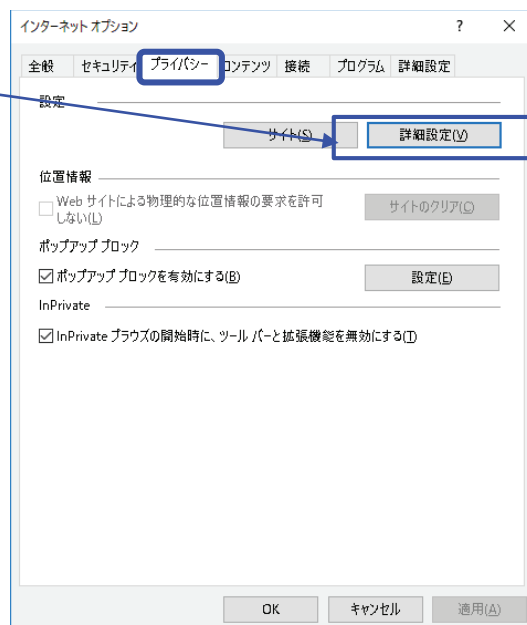 インターネット オプション ? ×
全般 セキュリティ プライバシー コンテンツ 接続 プログラム 詳細設定
設定
サイト(S) 詳細設定(V)
位置情報
Web サイトによる物理的な位置情報の要求を許可
しない(L)
サイトのクリア(C)
ポップアップ ブロック
ポップアップ ブロックを有効にする(B) 設定(E)
InPrivate
InPrivate ブラウズの開始時に、ツール バーと拡張機能を無効にする(T)
OK キャンセル 適用(A)